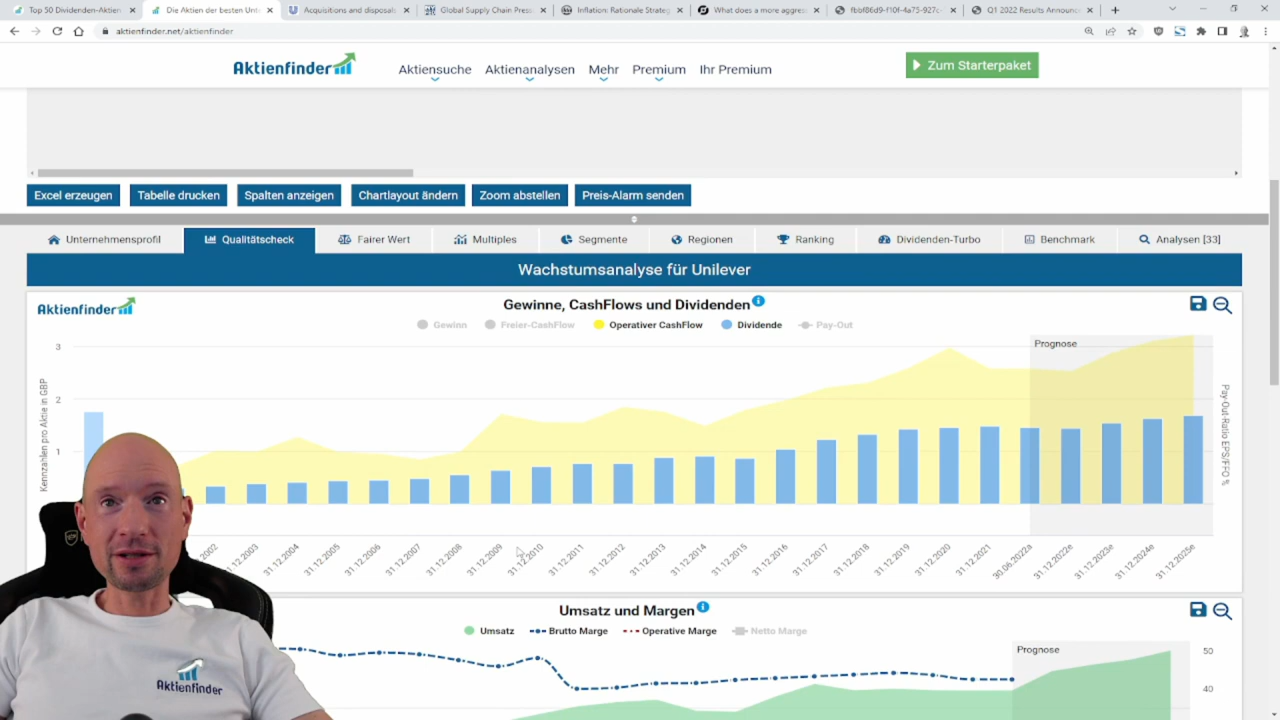 Top 50 Dividenden-Aktien
Die Aktien der besten Unt
Acquisitions and disposals
Global Supply Chain Press
Inflation: Rationale Strateg
What does a more aggres
fbbf86d9-f10f-4a75-927c-
Q1 2022 Results Announc
aktienfinder.net/aktienfinder
Aktienfinder
Aktiensuche
Aktienanalysen
Mehr
Premium
Ihr Premium
Zum Starterpaket
Excel erzeugen
Tabelle drucken
Spalten anzeigen
Chartlayout ändern
Zoom abstellen
Preis-Alarm senden
Unternehmensprofil
Qualitätscheck
Fairer Wert
Multiples
Segmente
Regionen
Ranking
Dividenden-Turbo
Benchmark
Analysen [33]
Wachstumsanalyse für Unilever
Aktienfinder
Gewinne, CashFlows und Dividenden
Gewinn
Freier-CashFlow
Operativer CashFlow
Dividende
Pay-Out
Prognose
3
2
1
Kennzahlen pro Aktie in GBP
Pay-Out-Ratio EPS/FFO %
2002
31.12.2003
31.12.2004
31.12.2005
31.12.2006
31.12.2007
31.12.2008
31.12.2009
31.12.2010
31.12.2011
31.12.2012
31.12.2013
31.12.2014
31.12.2015
31.12.2016
31.12.2017
31.12.2018
31.12.2019
31.12.2020
31.12.2021
30.06.2022a
31.12.2022e
31.12.2023e
31.12.2024e
31.12.2025e
Umsatz und Margen
Umsatz
Brutto Marge
Operative Marge
Netto Marge
Prognose
50
40
Aktienfinder